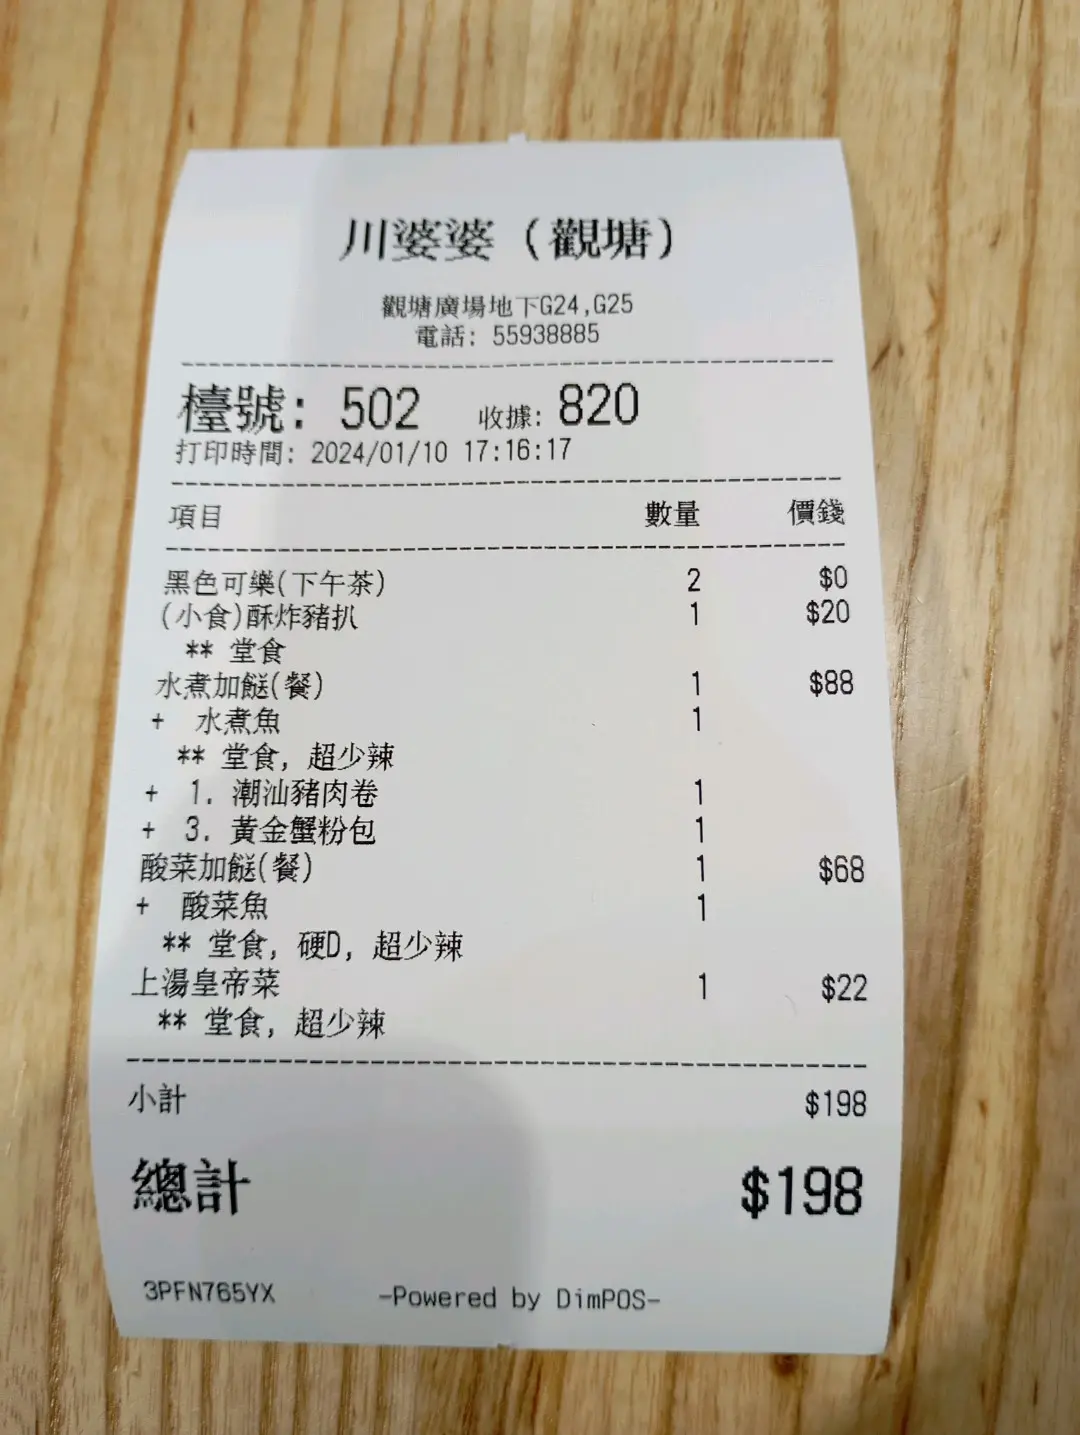 川婆婆（觀塘）
觀塘廣場地下G24,G25
電話: 55938885
檯號: 502 收據: 820
打印時間: 2024/01/10 17:16:17
項目 數量 價錢
黑色可樂(下午茶) 2 $0
(小食)酥炸豬扒 1 $20
** 堂食
水煮加餸(餐) 1 $88
+ 水煮魚 1
** 堂食, 超少辣
+ 1. 潮汕豬肉卷 1
+ 3. 黃金蟹粉包 1
酸菜加餸(餐) 1 $68
+ 酸菜魚 1
** 堂食, 硬D, 超少辣
上湯皇帝菜 1 $22
** 堂食, 超少辣
小計 $198
總計 $198
3PFN765YX -Powered by DimPOS-